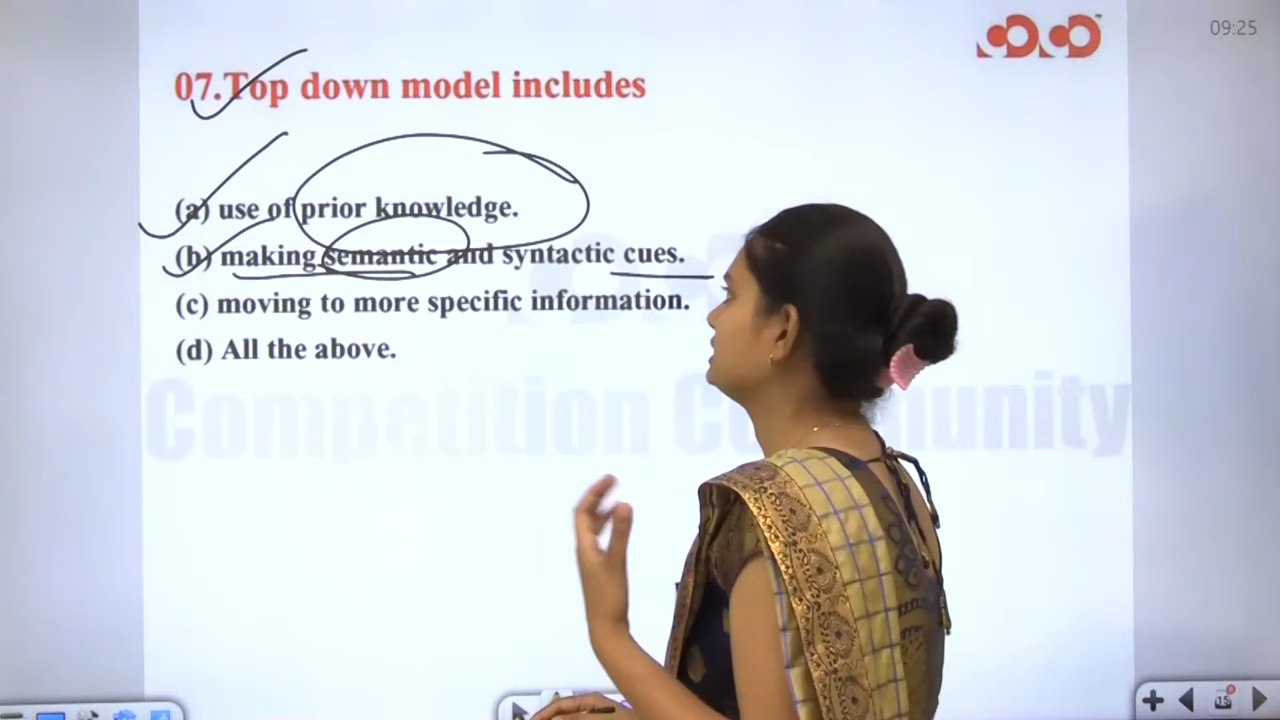 09:25
07.Top down model includes
(a) use of prior knowledge.
(b) making semantic and syntactic cues.
(c) moving to more specific information.
(d) All the above.
Competition Community
15